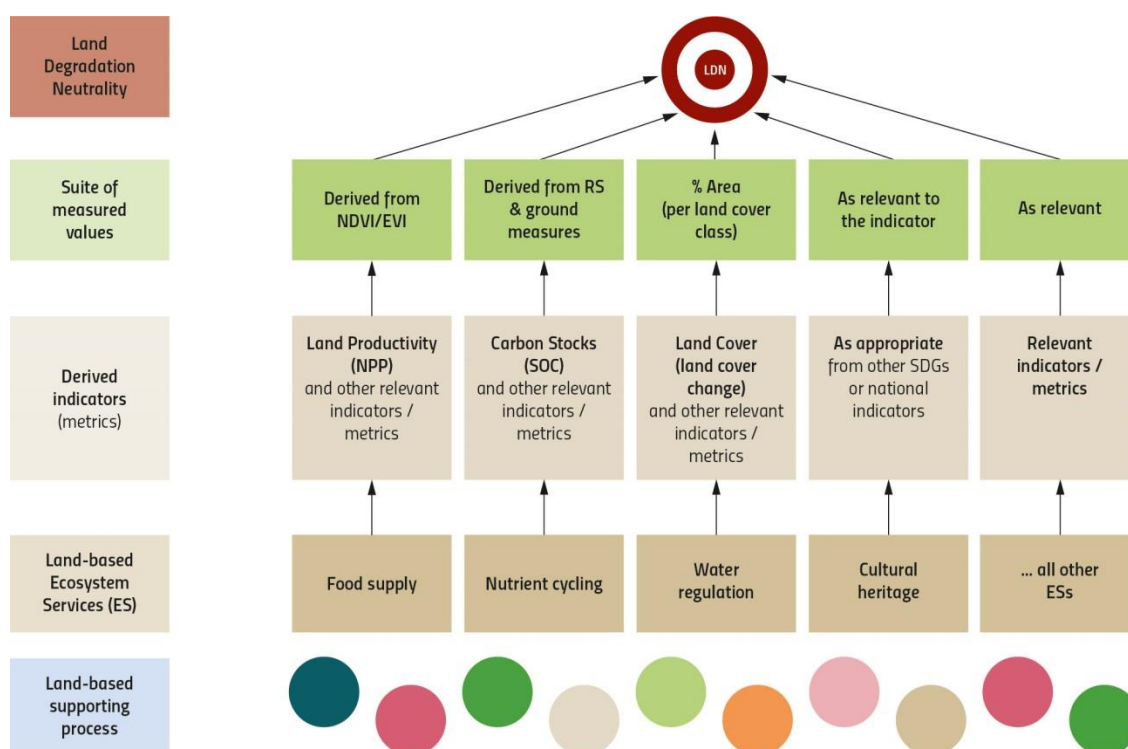 Land
Degradation
Neutrality
LDN
Suite of
measured
values
Derived from
NDVI/EVI
Derived from RS
& ground
measures
% Area
(per land cover
class)
As relevant to
the indicator
As relevant
Derived
indicators
(metrics)
Land Productivity
(NPP)
and other relevant
indicators /
metrics
Carbon Stocks
(SOC)
and other relevant
indicators /
metrics
Land Cover
(land cover
change)
and other relevant
indicators /
metrics
As appropriate
from other SDGs
or national
indicators
Relevant
indicators /
metrics
Land-based
Ecosystem
Services (ES)
Food supply
Nutrient cycling
Water
regulation
Cultural
heritage
... all other
ESs
Land-based
supporting
process